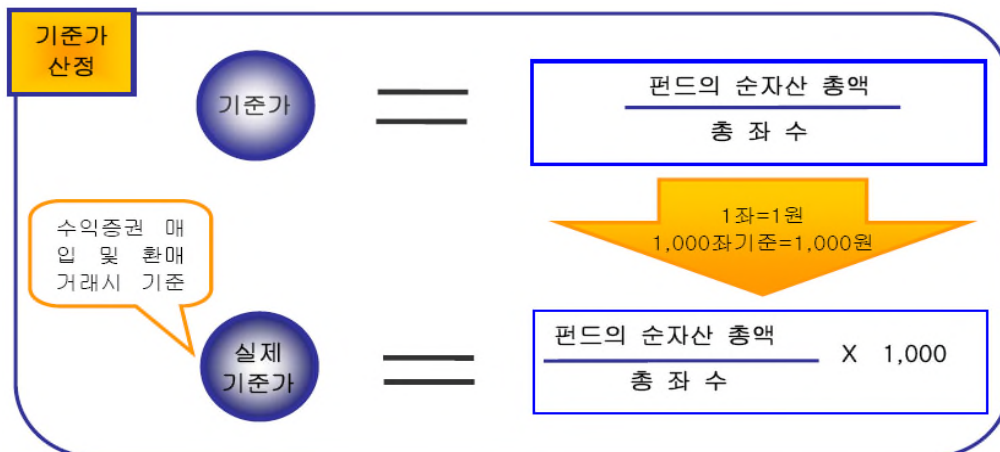 기준가
산정
기준가
펀드의 순자산 총액
총 좌 수
1좌=1원
1,000좌기준=1,000원
수익증권 매
입 및 환매
거래시 기준
실제
기준가
펀드의 순자산 총액
총 좌 수
X 1,000